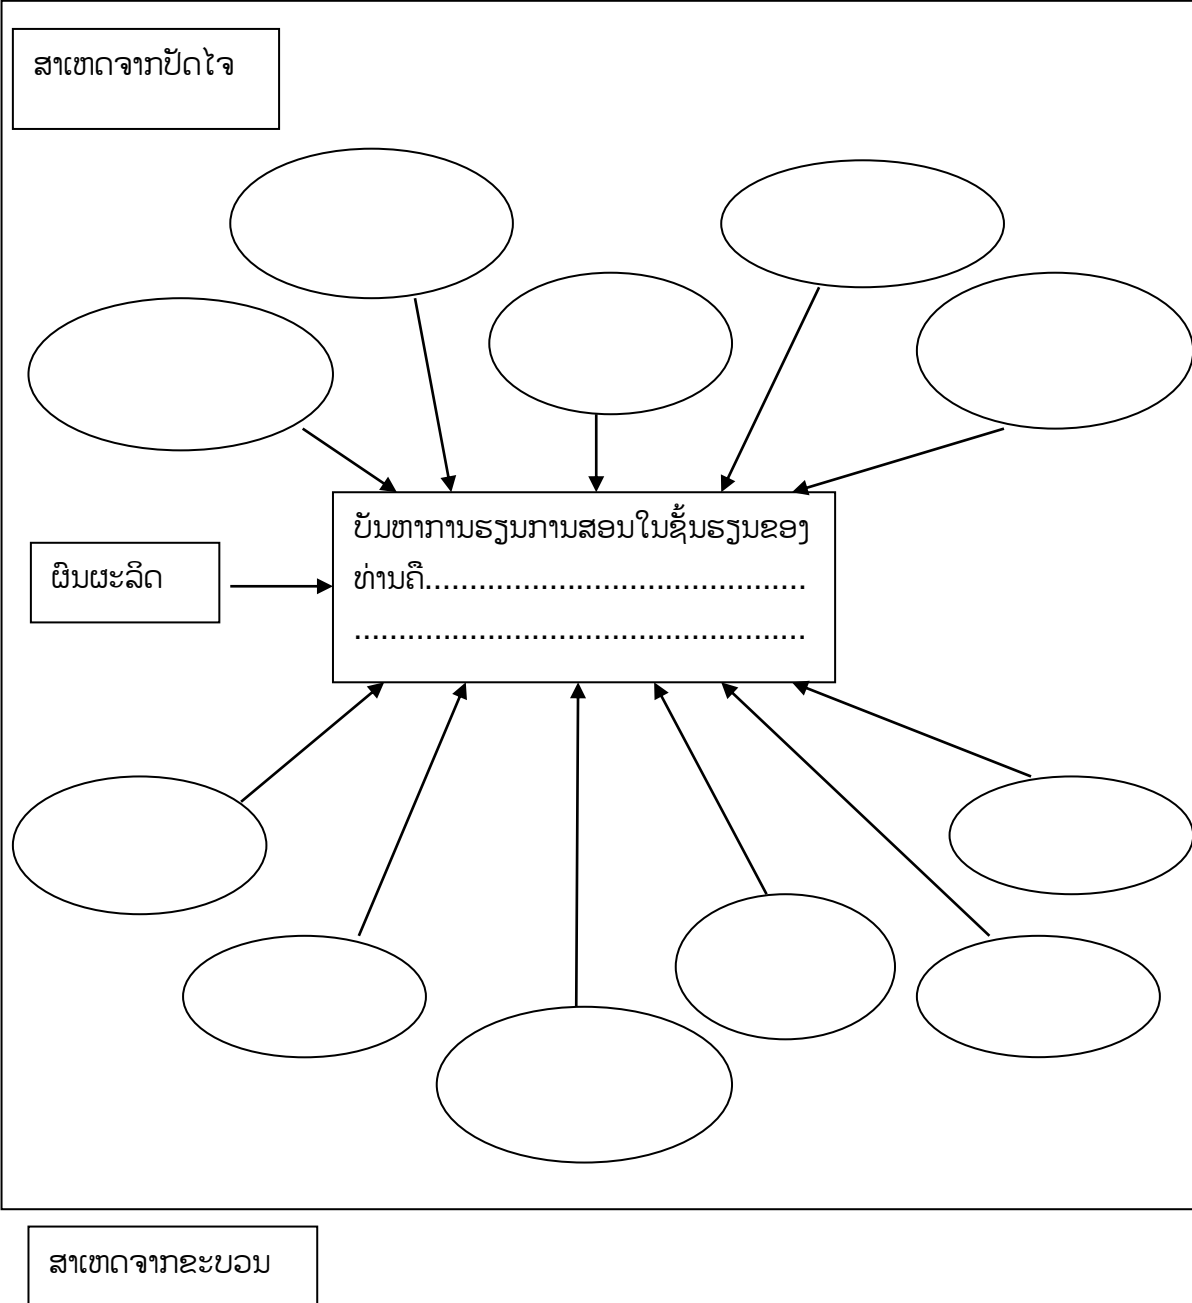 ສາເຫດຈາກປັດໄຈ
ບັນຫາການຮຽນການສອນໃນຊັ້ນຮຽນຂອງ
ທ່ານຄື...........................................
...................................................
ຜົນຜະລິດ
ສາເຫດຈາກຂະບວນ